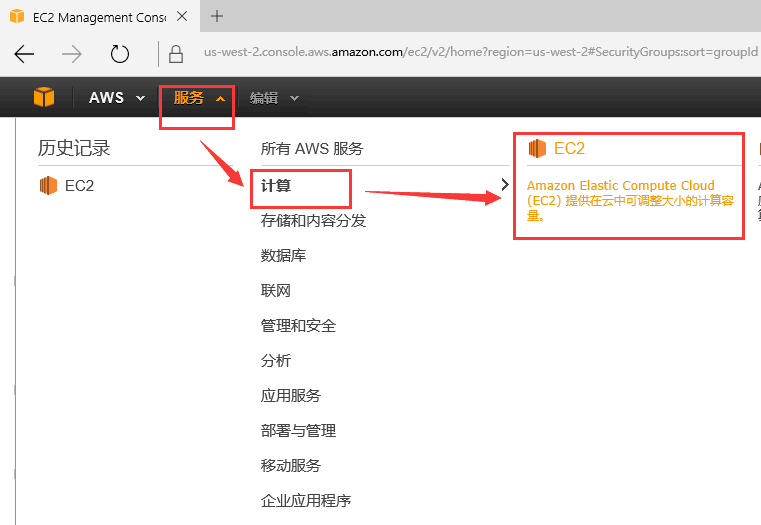 EC2 Management Conso
us-west-2.console.aws.amazon.com/ec2/v2/home?region=us-west-2#SecurityGroups:sort=groupId
AWS 服务 编辑
历史记录
EC2
所有 AWS 服务
计算
存储和内容分发
数据库
联网
管理和安全
分析
应用服务
部署与管理
移动服务
企业应用程序
EC2
Amazon Elastic Compute Cloud
(EC2) 提供在云中可调整大小的计算容
量。